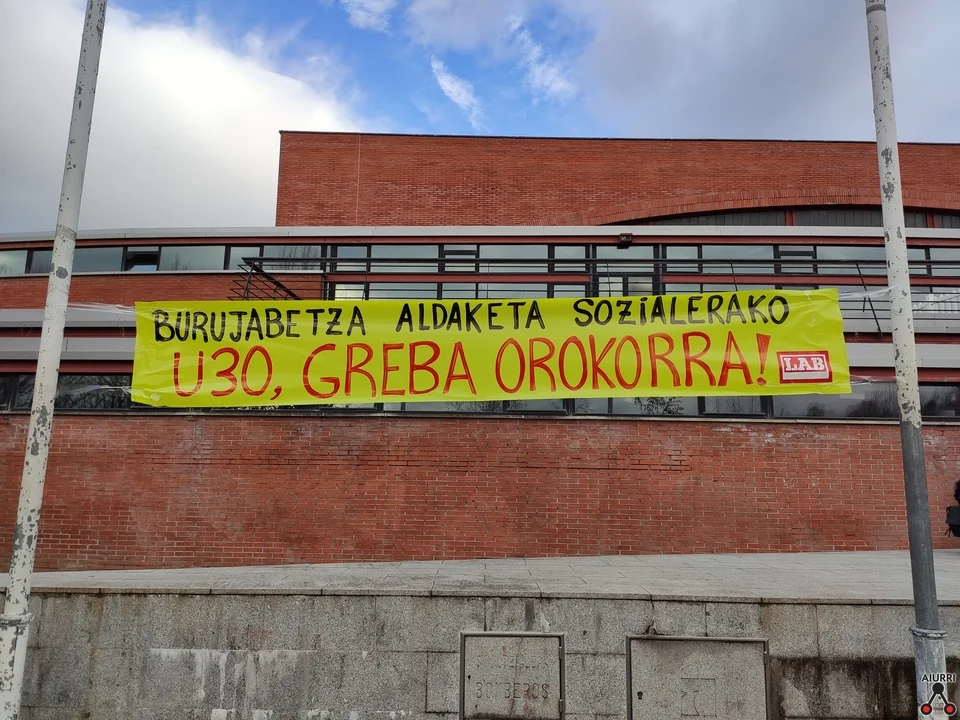 BURUJABETZA ALDAKETA SOZIALERAKO
U30, GREBA OROKORRA!
LAB
BOMBEROS
AIURRI